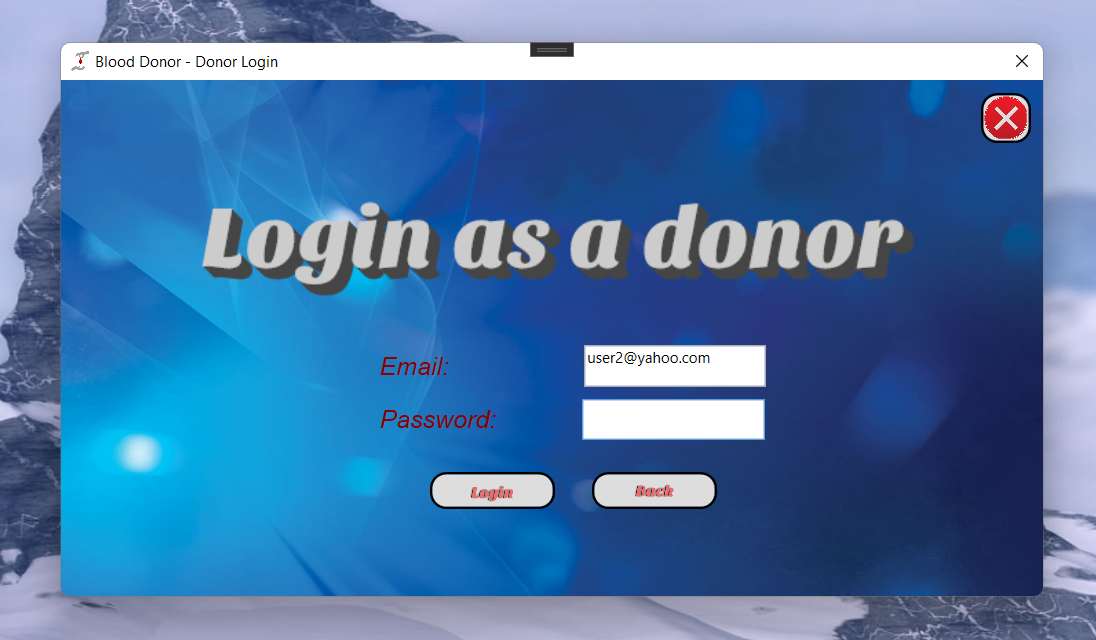 Blood Donor - Donor Login
Login as a donor
Email: user2@yahoo.com
Password:
Login Back